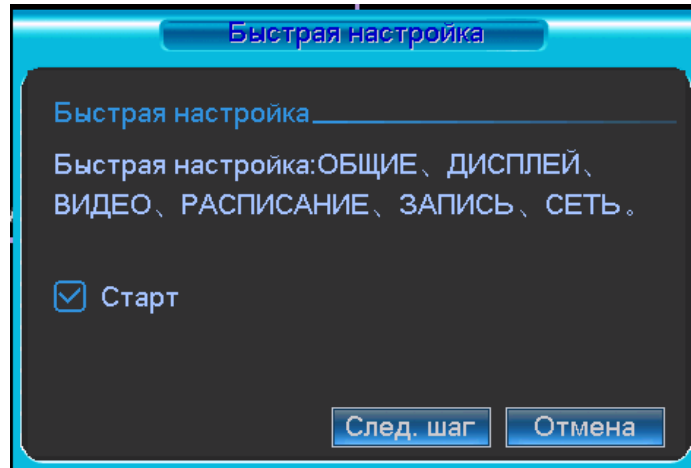 Быстрая настройка
Быстрая настройка
Быстрая настройка:ОБЩИЕ、ДИСПЛЕЙ、
ВИДЕО、РАСПИСАНИЕ、ЗАПИСЬ、СЕТЬ。
Старт
След. шаг Отмена